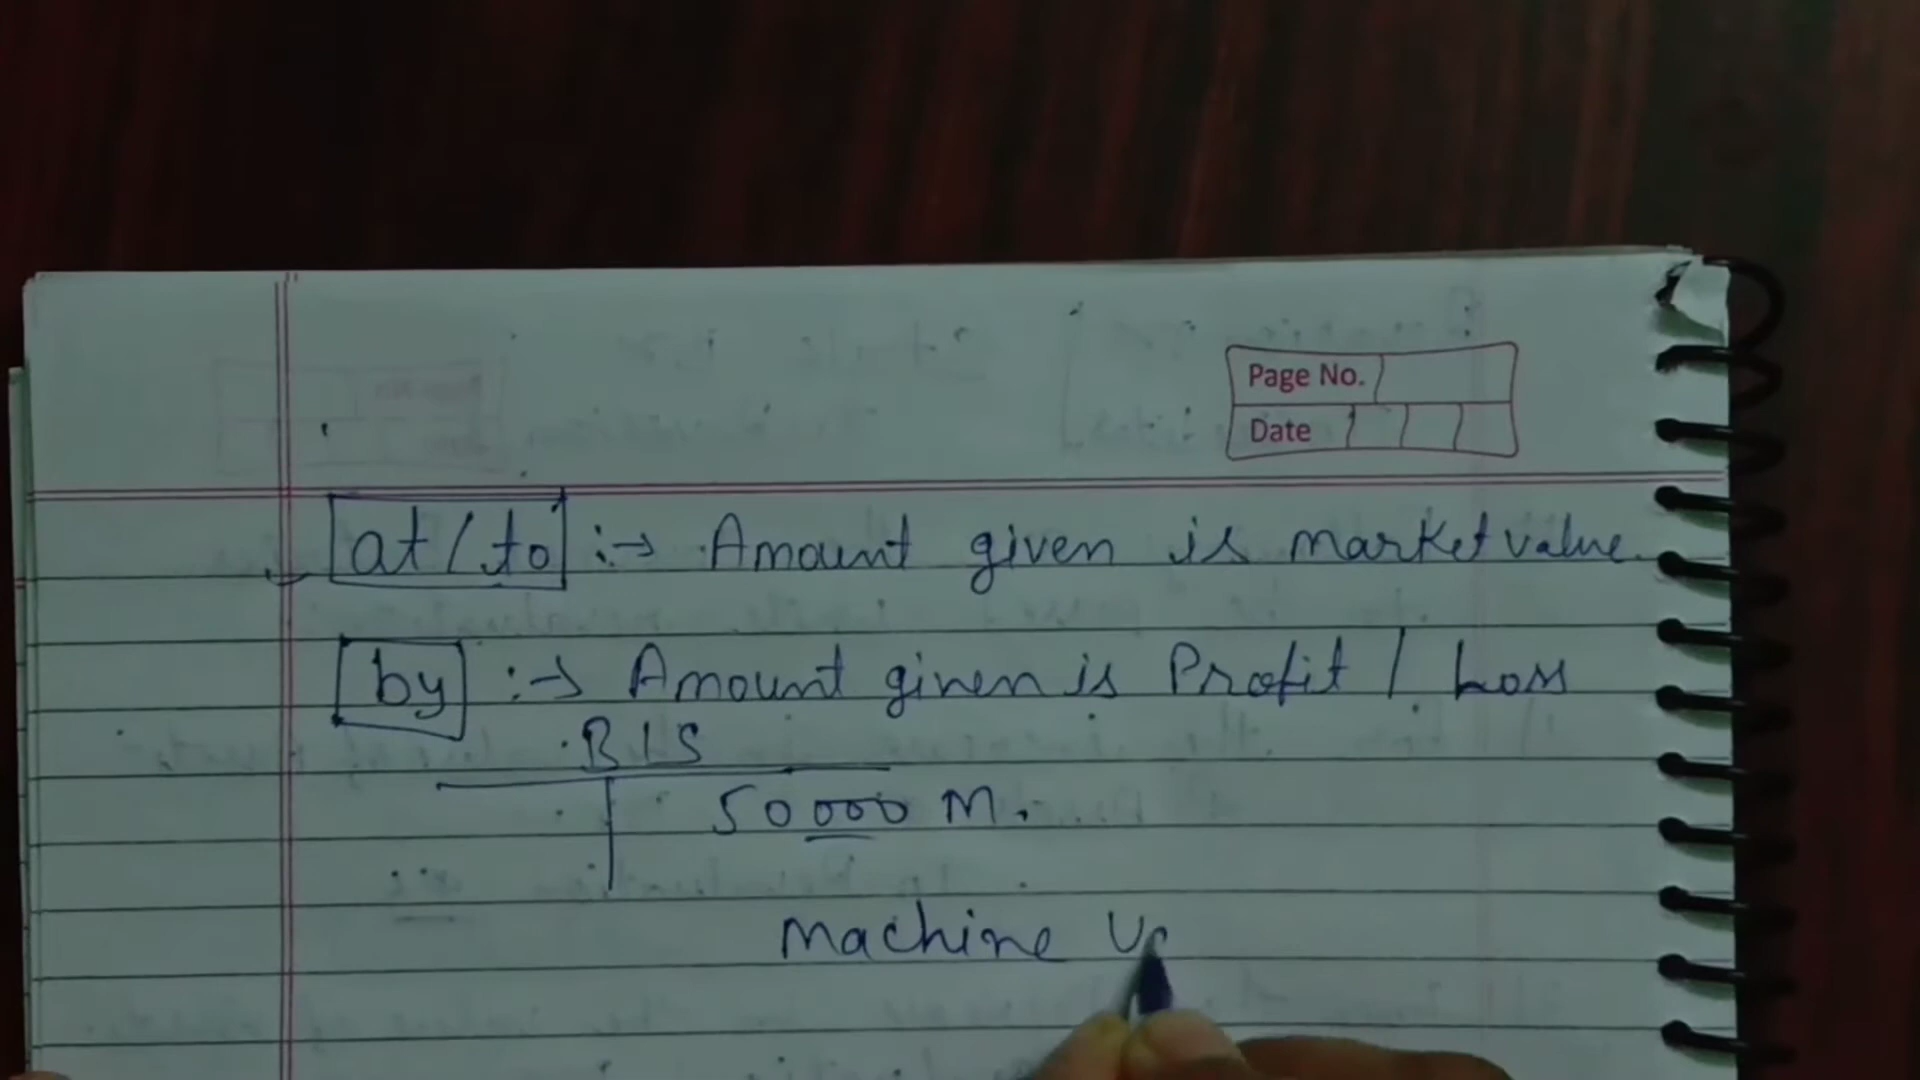 Page No.
Date
at/to :→ Amount given is market value.
by :→ Amount given is Profit / Loss
B/S
50000 M.
Machine